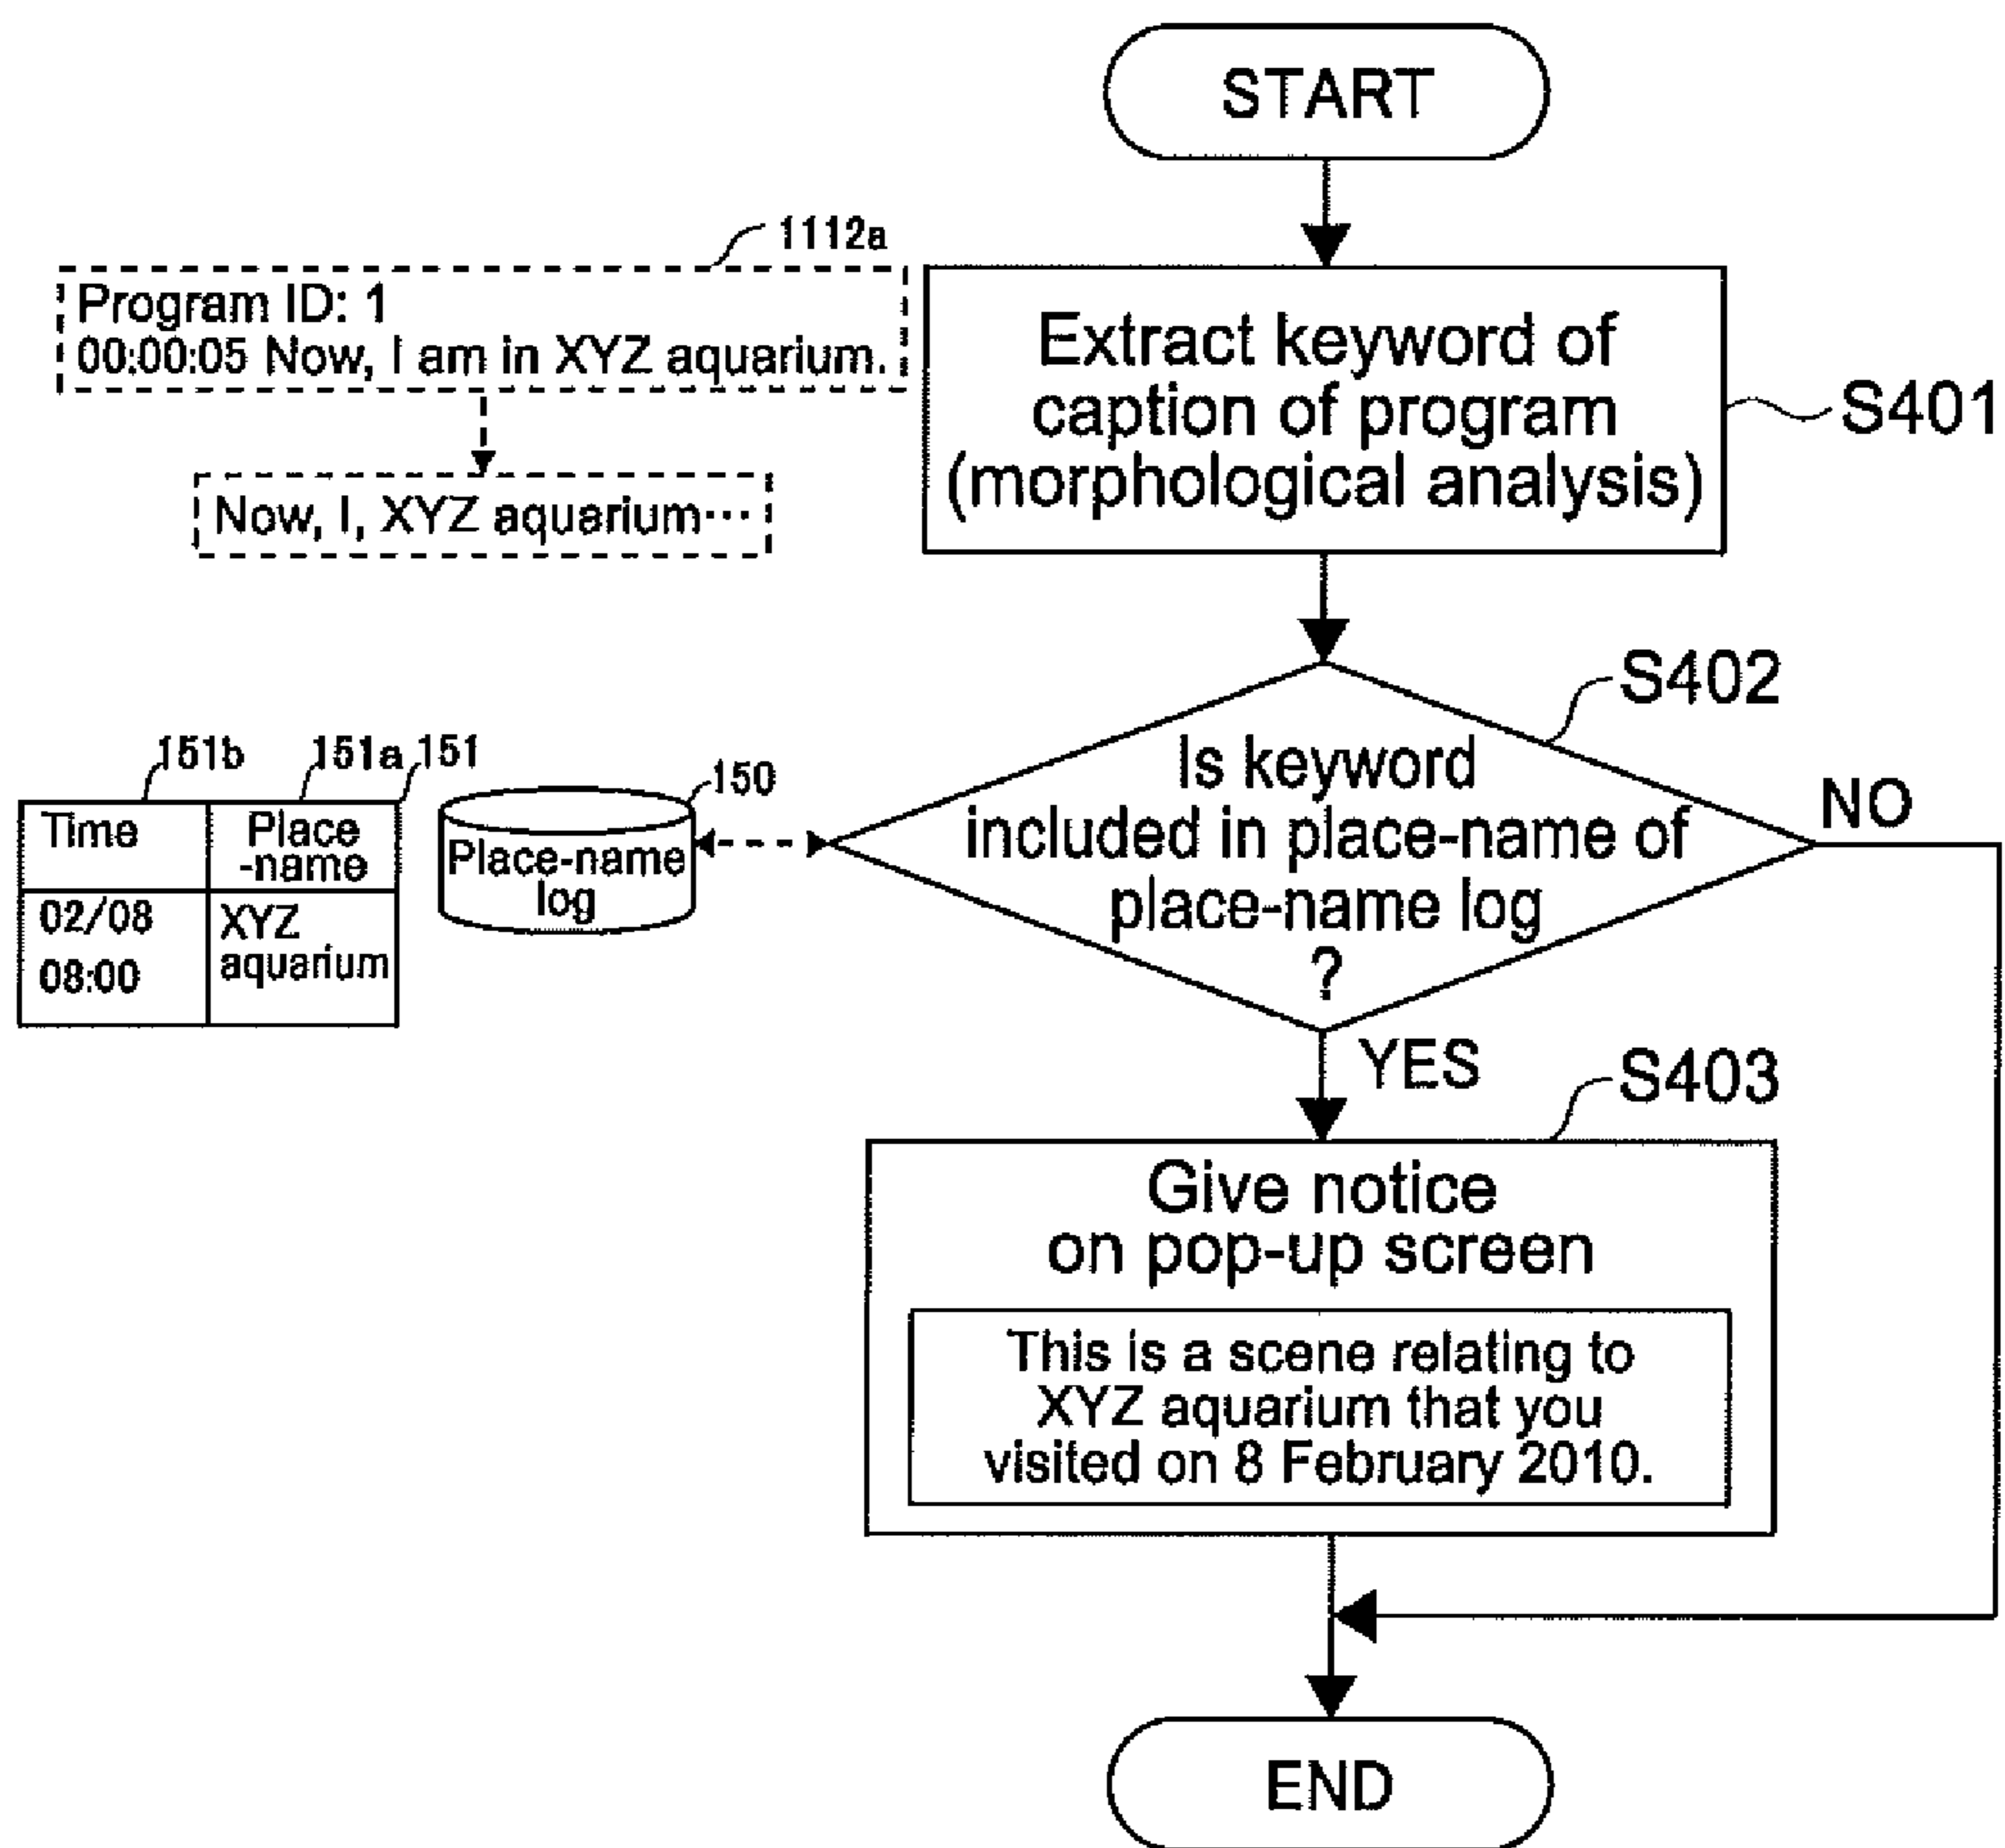 START
1112a
Program ID: 1
00:00:05 Now, I am in XYZ aquarium.
Now, I, XYZ aquarium···
Extract keyword of
caption of program
(morphological analysis)
S401
S402
Is keyword
included in place-name of
place-name log
?
NO
YES
151b
151a
151
Time
Place
-name
02/08
08:00
XYZ
aquarium
150
Place-name
log
S403
Give notice
on pop-up screen
This is a scene relating to
XYZ aquarium that you
visited on 8 February 2010.
END